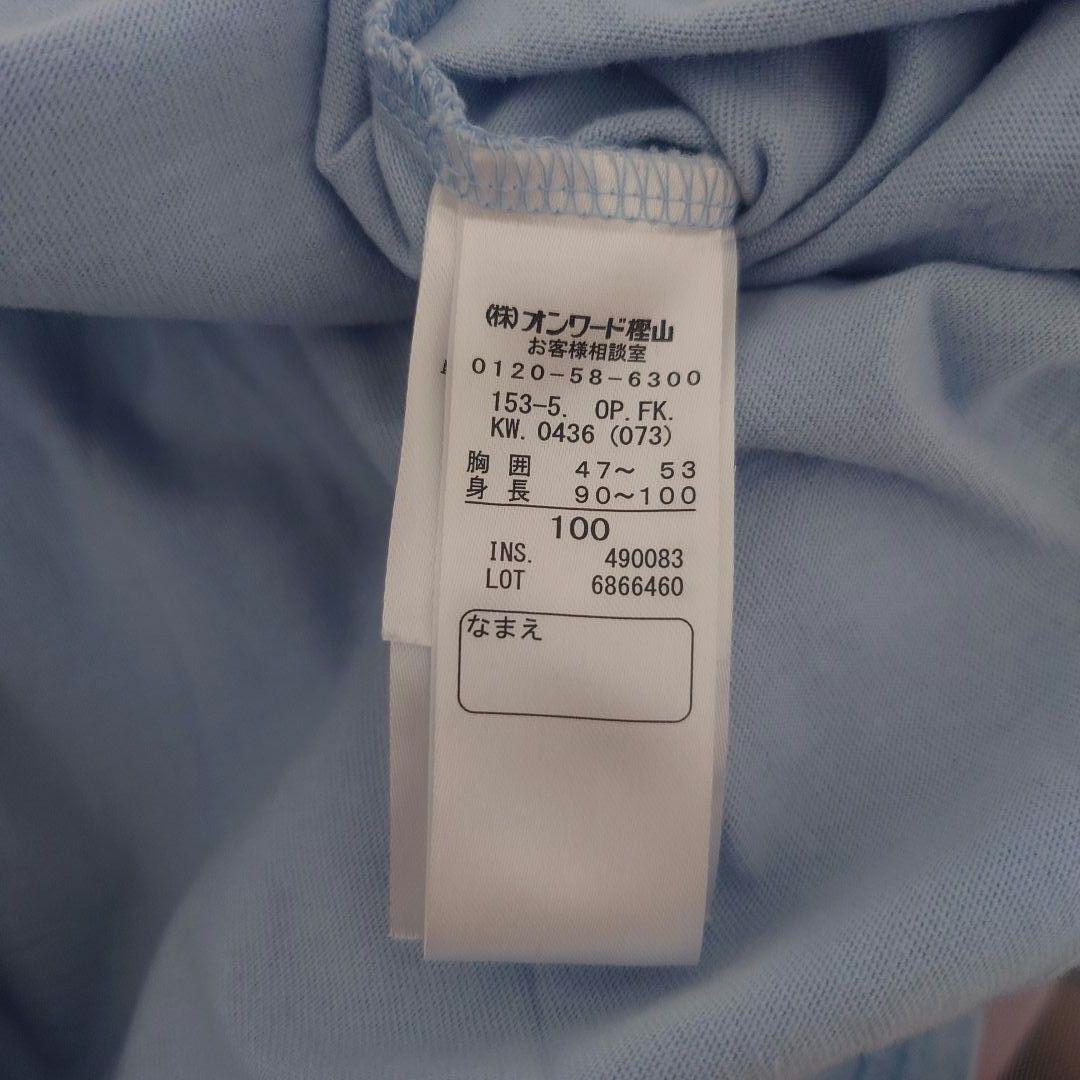 (株)オンワード樫山
お客様相談室
0120-58-6300
153-5. OP.FK.
KW. 0436 (073)
胸囲 47〜 53
身長 90〜100
100
INS. 490083
LOT 6866460
なまえ